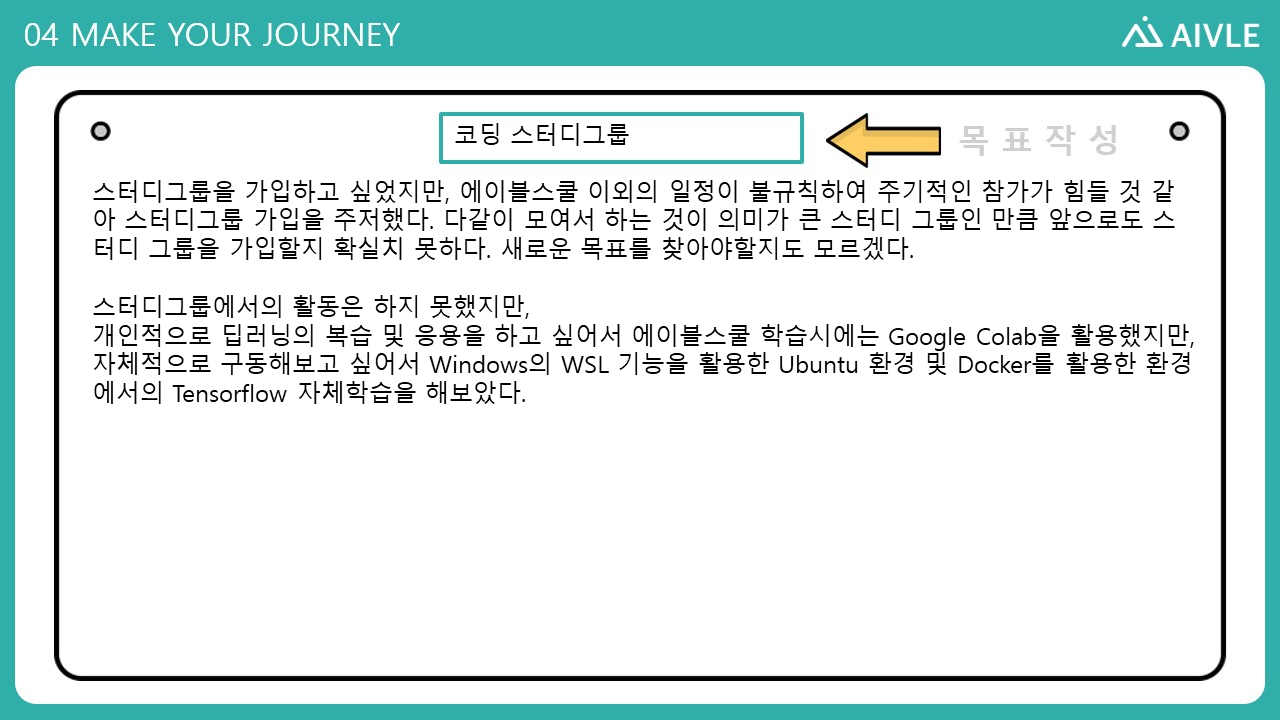 04 MAKE YOUR JOURNEY
AIVLE
코딩 스터디그룹
목표작성
스터디그룹을 가입하고 싶었지만, 에이블스쿨 이외의 일정이 불규칙하여 주기적인 참가가 힘들 것 같
아 스터디그룹 가입을 주저했다. 다같이 모여서 하는 것이 의미가 큰 스터디 그룹인 만큼 앞으로도 스
터디 그룹을 가입할지 확실치 못하다. 새로운 목표를 찾아야할지도 모르겠다.
스터디그룹에서의 활동은 하지 못했지만,
개인적으로 딥러닝의 복습 및 응용을 하고 싶어서 에이블스쿨 학습시에는 Google Colab을 활용했지만,
자체적으로 구동해보고 싶어서 Windows의 WSL 기능을 활용한 Ubuntu 환경 및 Docker를 활용한 환경
에서의 Tensorflow 자체학습을 해보았다.